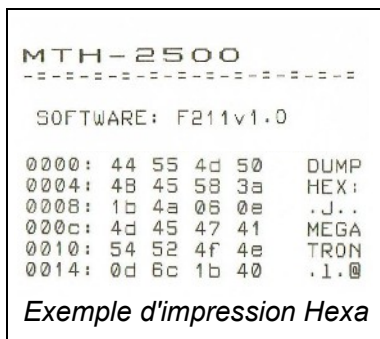 MTH-2500
-=-=-=-=-=-=-=-=-=-=-=
SOFTWARE: F211v1.0
0000: 44 55 4d 50 DUMP
0004: 48 45 58 3a HEX:
0008: 1b 4a 06 0e .J..
000c: 4d 45 47 41 MEGA
0010: 54 52 4f 4e TRON
0014: 0d 6c 1b 40 .l.@
Exemple d'impression Hexa